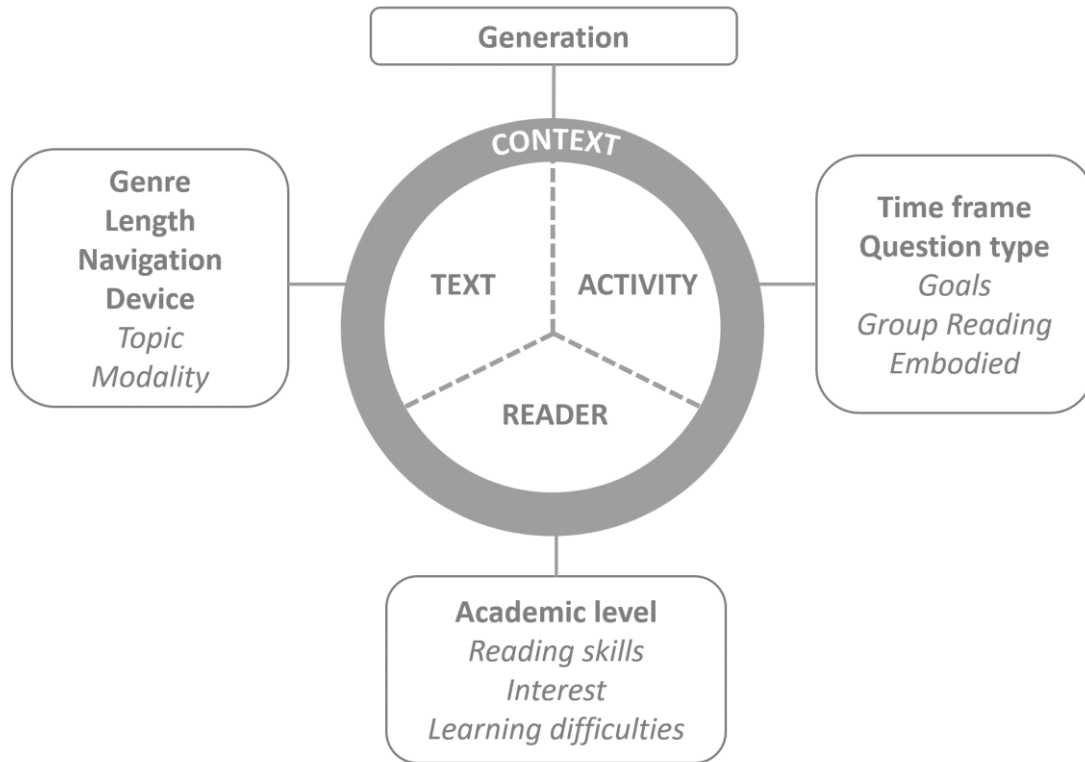 Generation
CONTEXT
Genre
Length
Navigation
Device
Topic
Modality
TEXT
ACTIVITY
READER
Time frame
Question type
Goals
Group Reading
Embodied
Academic level
Reading skills
Interest
Learning difficulties